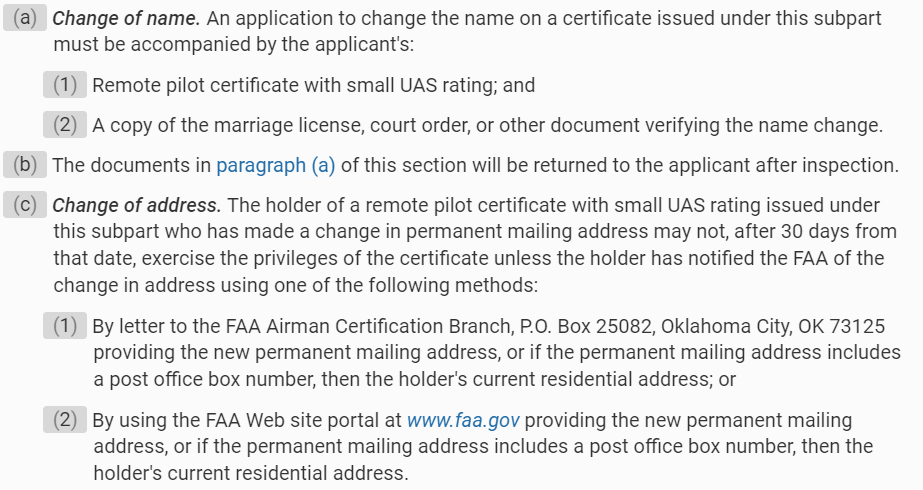 (a) Change of name. An application to change the name on a certificate issued under this subpart
must be accompanied by the applicant's:
(1) Remote pilot certificate with small UAS rating; and
(2) A copy of the marriage license, court order, or other document verifying the name change.
(b) The documents in paragraph (a) of this section will be returned to the applicant after inspection.
(c) Change of address. The holder of a remote pilot certificate with small UAS rating issued under
this subpart who has made a change in permanent mailing address may not, after 30 days from
that date, exercise the privileges of the certificate unless the holder has notified the FAA of the
change in address using one of the following methods:
(1) By letter to the FAA Airman Certification Branch, P.O. Box 25082, Oklahoma City, OK 73125
providing the new permanent mailing address, or if the permanent mailing address includes
a post office box number, then the holder's current residential address; or
(2) By using the FAA Web site portal at www.faa.gov providing the new permanent mailing
address, or if the permanent mailing address includes a post office box number, then the
holder's current residential address.